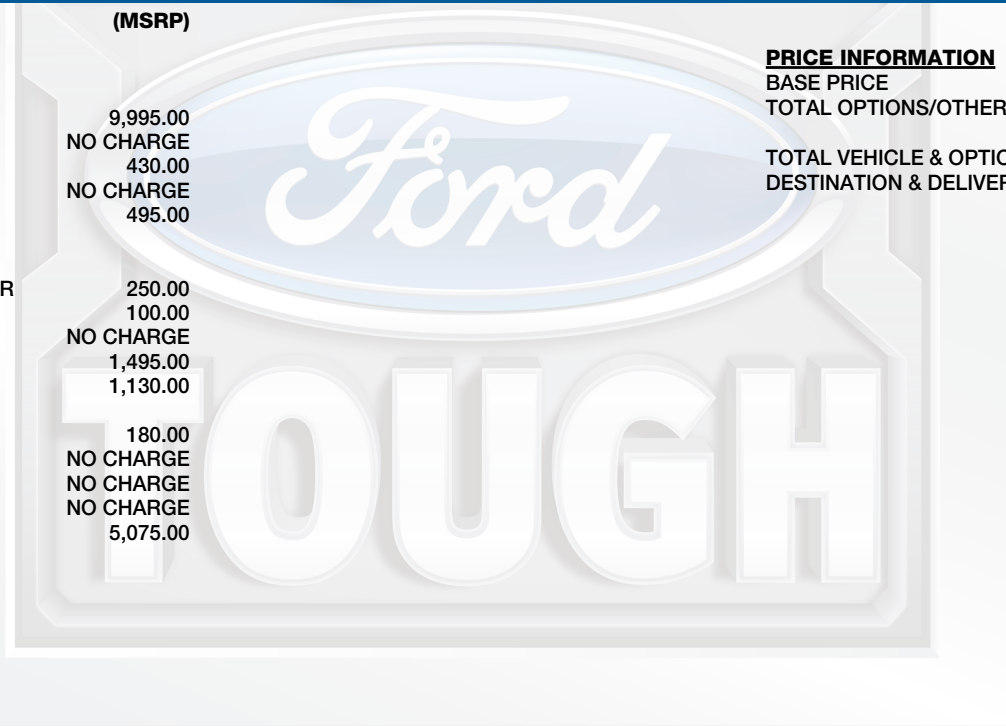 (MSRP)
9,995.00
NO CHARGE
430.00
NO CHARGE
495.00
R 250.00
100.00
NO CHARGE
1,495.00
1,130.00
180.00
NO CHARGE
NO CHARGE
NO CHARGE
5,075.00
PRICE INFORMATION
BASE PRICE
TOTAL OPTIONS/OTHER
TOTAL VEHICLE & OPTIO
DESTINATION & DELIVER
Ford
TOUGH